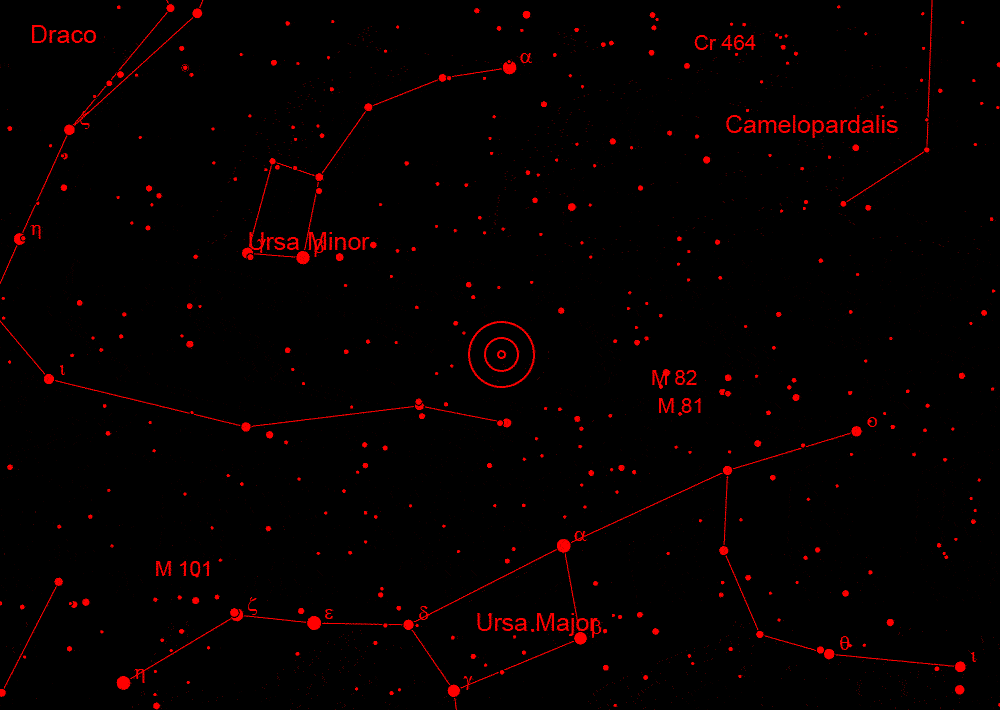 Draco
α
Cr 464
ζ
Camelopardalis
η
γ
Ursa Minor
β
ι
M 82
M 81
ο
α
M 101
ζ
ε
δ
Ursa Major
β
θ
ι
η
γ